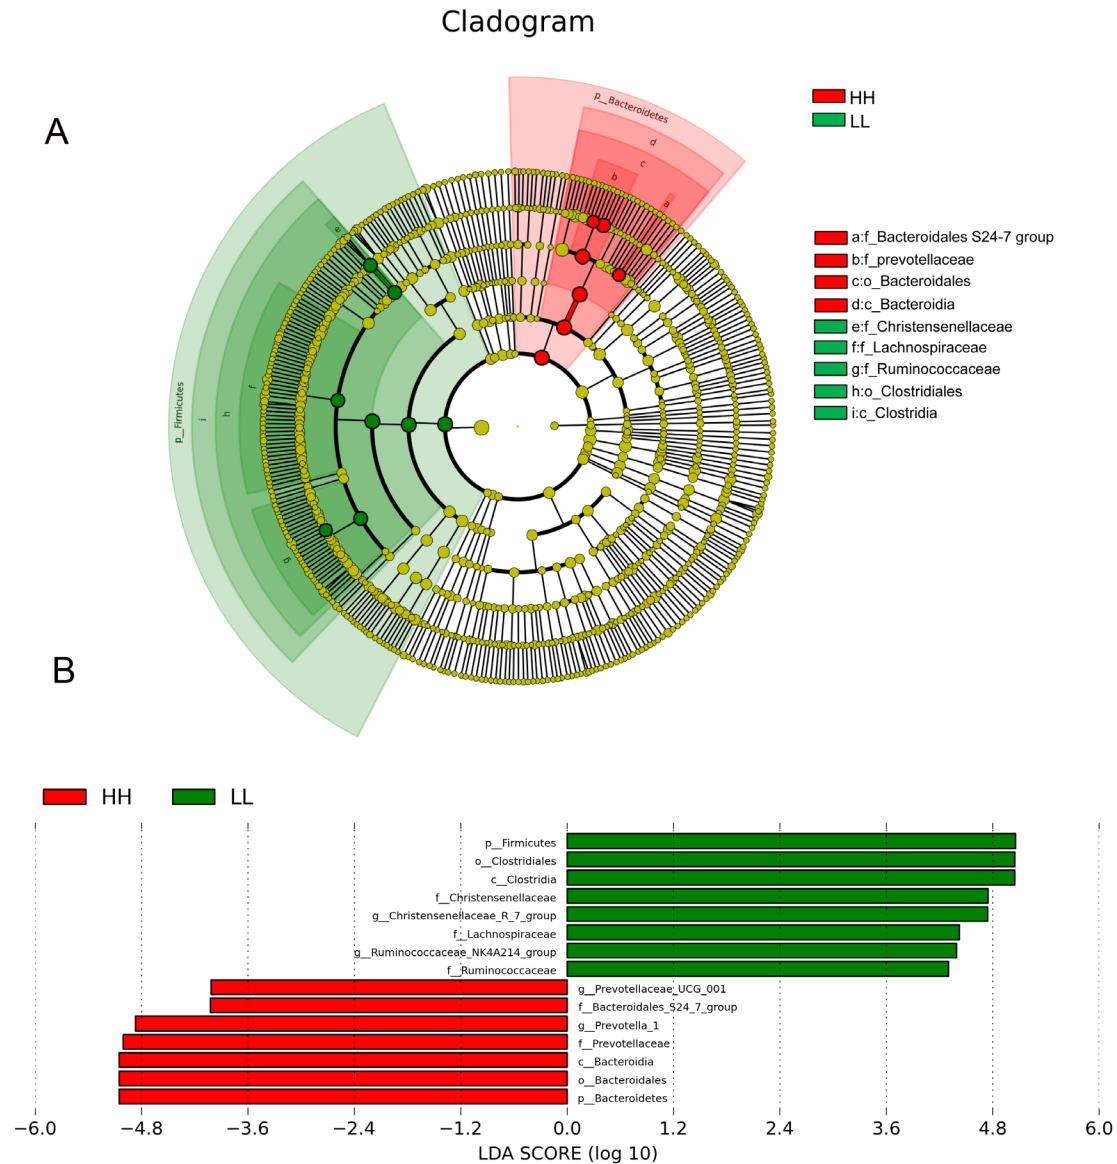 Cladogram
A
HH
LL
p__Bacteroidetes
d
c
b
a
e
f
h
i
p__Firmicutes
g
a:f_Bacteroidales S24-7 group
b:f_prevotellaceae
c:o_Bacteroidales
d:c_Bacteroidia
e:f_Christensenellaceae
f:f_Lachnospiraceae
g:f_Ruminococcaceae
h:o_Clostridiales
i:c_Clostridia
B
HH
LL
p__Firmicutes
o__Clostridiales
c__Clostridia
f__Christensenellaceae
g__Christensenellaceae_R_7_group
f__Lachnospiraceae
g__Ruminococcaceae_NK4A214_group
f__Ruminococcaceae
g__Prevotellaceae_UCG_001
f__Bacteroidales_S24_7_group
g__Prevotella_1
f__Prevotellaceae
c__Bacteroidia
o__Bacteroidales
p__Bacteroidetes
−6.0 −4.8 −3.6 −2.4 −1.2 0.0 1.2 2.4 3.6 4.8 6.0
LDA SCORE (log 10)